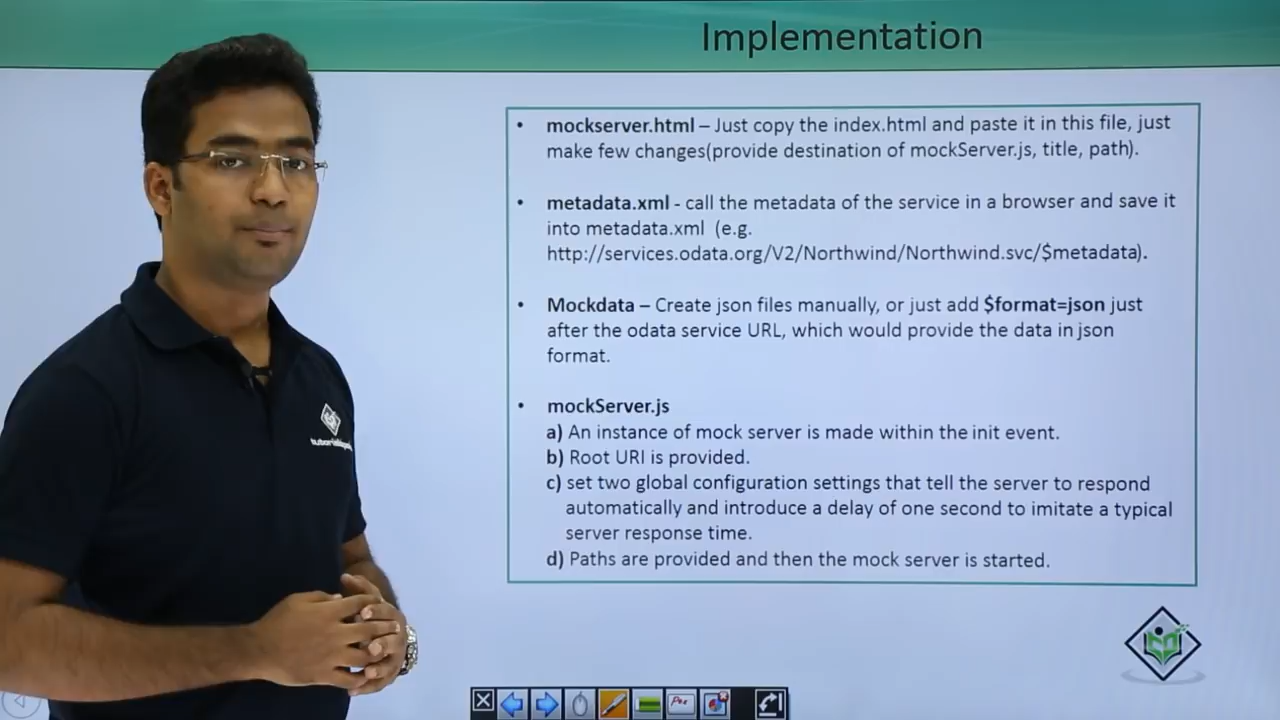 Implementation
• mockserver.html – Just copy the index.html and paste it in this file, just
make few changes(provide destination of mockServer.js, title, path).
• metadata.xml - call the metadata of the service in a browser and save it
into metadata.xml (e.g.
http://services.odata.org/V2/Northwind/Northwind.svc/$metadata).
• Mockdata – Create json files manually, or just add $format=json just
after the odata service URL, which would provide the data in json
format.
• mockServer.js
a) An instance of mock server is made within the init event.
b) Root URI is provided.
c) set two global configuration settings that tell the server to respond
automatically and introduce a delay of one second to imitate a typical
server response time.
d) Paths are provided and then the mock server is started.